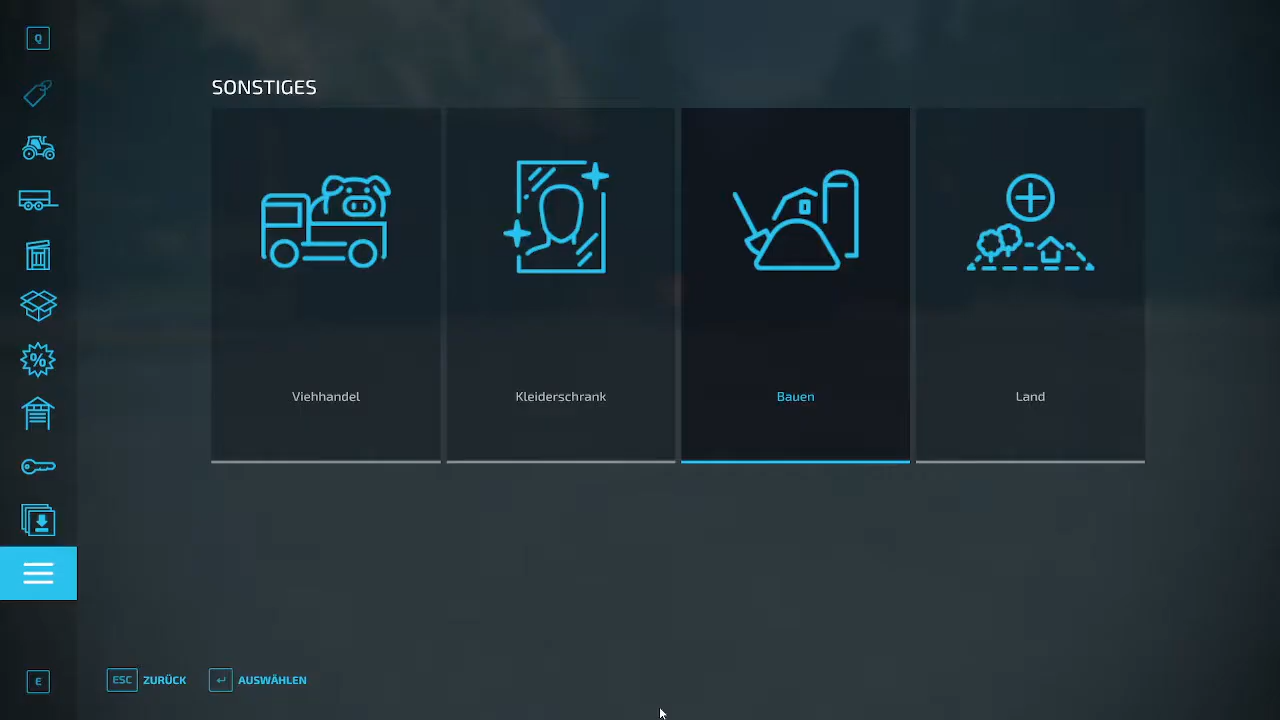 Q
SONSTIGES
%
Viehhandel
Kleiderschrank
Bauen
Land
E
ESC ZURÜCK
AUSWÄHLEN